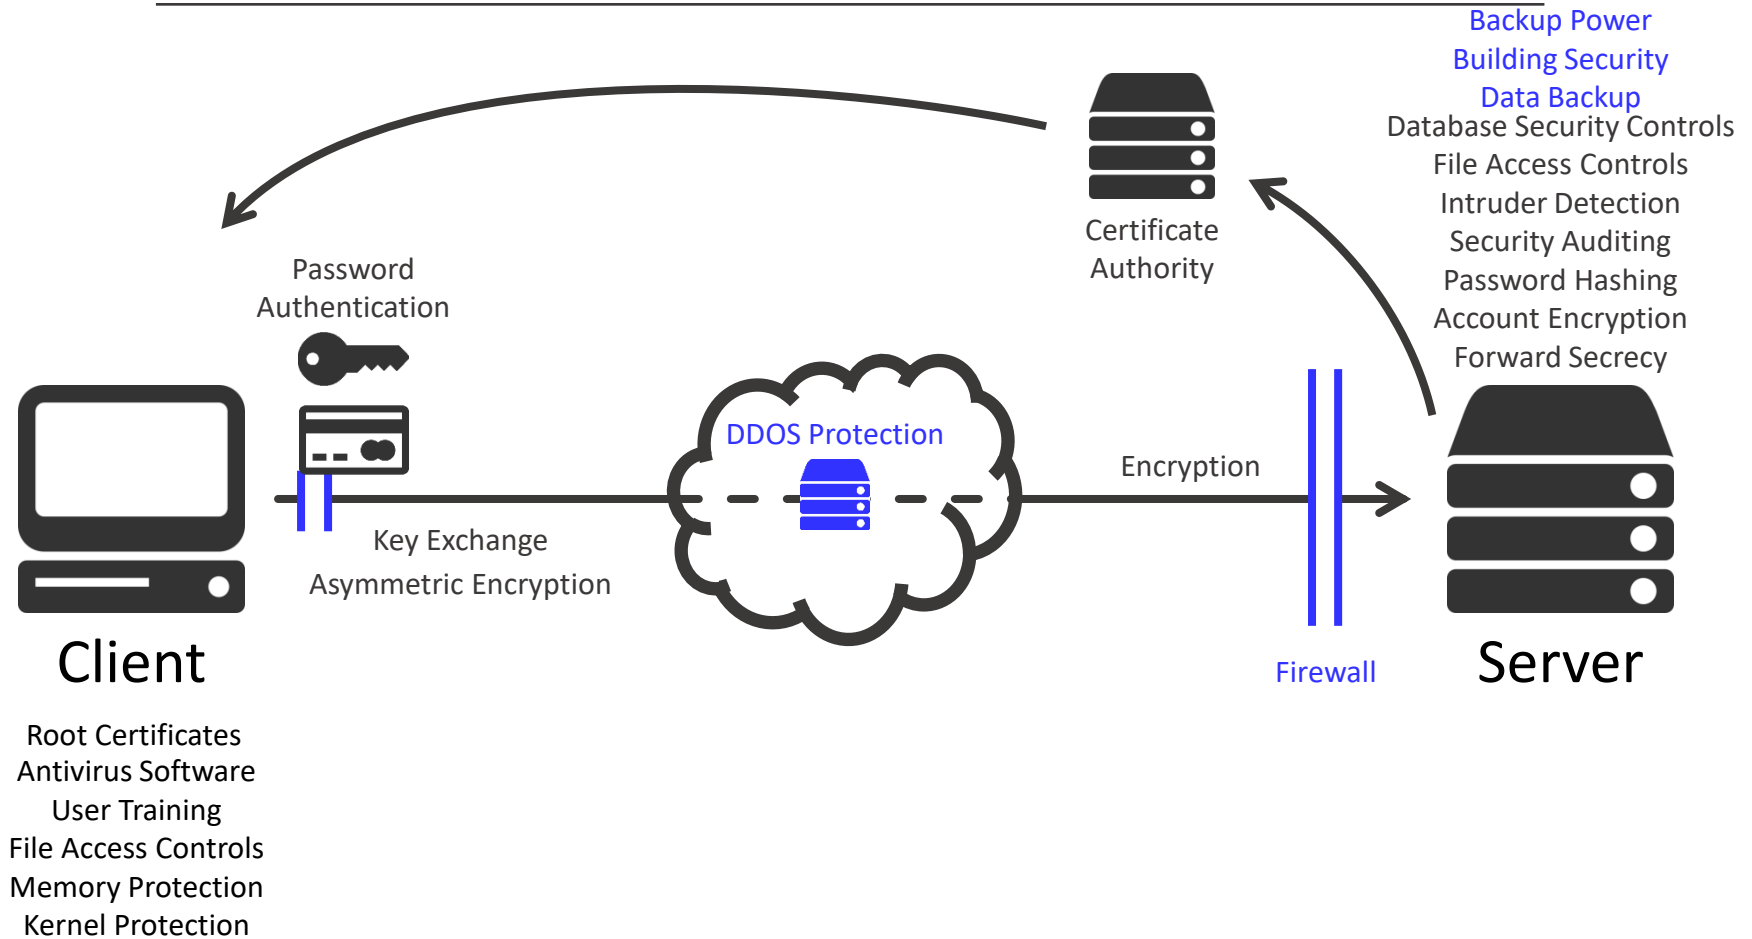 Backup Power
Building Security
Data Backup
Database Security Controls
File Access Controls
Intruder Detection
Security Auditing
Password Hashing
Account Encryption
Forward Secrecy
Certificate
Authority
Password
Authentication
DDOS Protection
Encryption
Key Exchange
Asymmetric Encryption
Firewall
Client
Server
Root Certificates
Antivirus Software
User Training
File Access Controls
Memory Protection
Kernel Protection